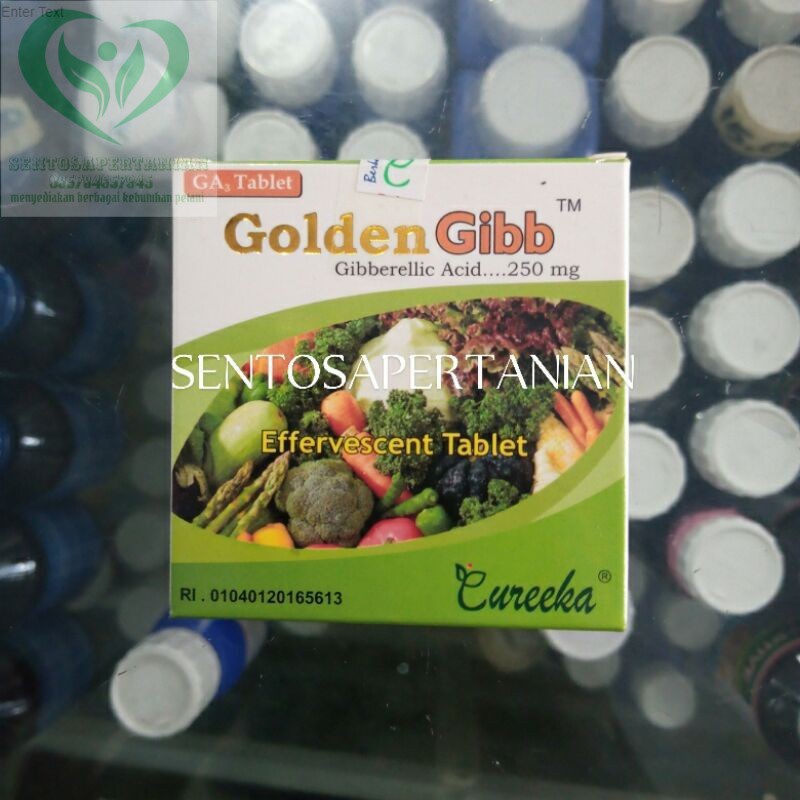 Enter Text
SENTOSAPERTANIAN
menyediakan berbagai kebutuhan petani
GA₃ Tablet
Golden Gibb™
Gibberellic Acid....250 mg
SENTOSAPERTANIAN
Effervescent Tablet
RI . 01040120165613
Cureeka®